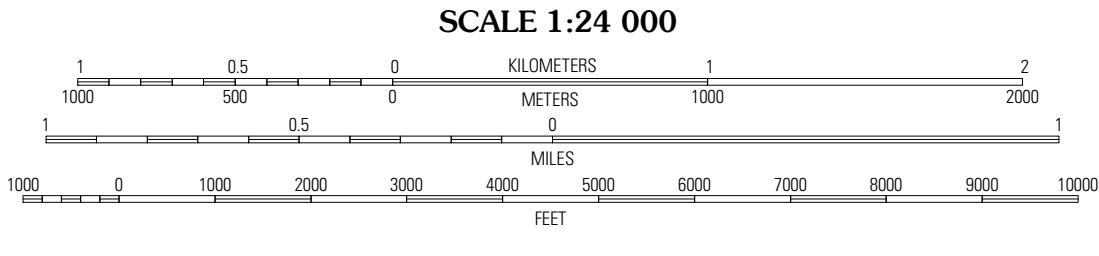 SCALE 1:24 000
1 0.5 0 KILOMETERS 1 2
1000 500 0 METERS 1000 2000
1 0.5 0 1
MILES
1000 0 1000 2000 3000 4000 5000 6000 7000 8000 9000 10000
FEET